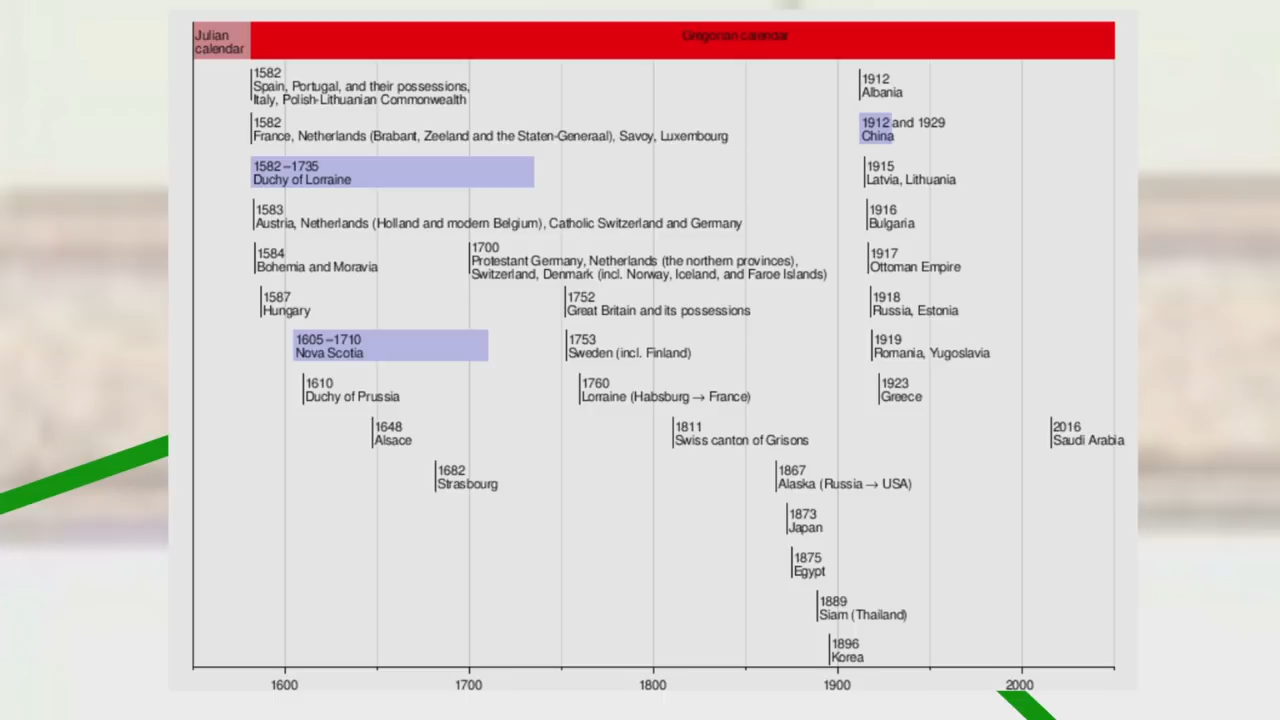 Julian
calendar
Gregorian calendar
1582
Spain, Portugal, and their possessions,
Italy, Polish-Lithuanian Commonwealth
1582
France, Netherlands (Brabant, Zeeland and the Staten-Generaal), Savoy, Luxembourg
1582–1735
Duchy of Lorraine
1583
Austria, Netherlands (Holland and modern Belgium), Catholic Switzerland and Germany
1584
Bohemia and Moravia
1700
Protestant Germany, Netherlands (the northern provinces),
Switzerland, Denmark (incl. Norway, Iceland, and Faroe Islands)
1587
Hungary
1752
Great Britain and its possessions
1605–1710
Nova Scotia
1753
Sweden (incl. Finland)
1610
Duchy of Prussia
1760
Lorraine (Habsburg → France)
1648
Alsace
1811
Swiss canton of Grisons
1682
Strasbourg
1867
Alaska (Russia → USA)
1873
Japan
1875
Egypt
1889
Siam (Thailand)
1896
Korea
1912
Albania
1912 and 1929
China
1915
Latvia, Lithuania
1916
Bulgaria
1917
Ottoman Empire
1918
Russia, Estonia
1919
Romania, Yugoslavia
1923
Greece
2016
Saudi Arabia
1600
1700
1800
1900
2000